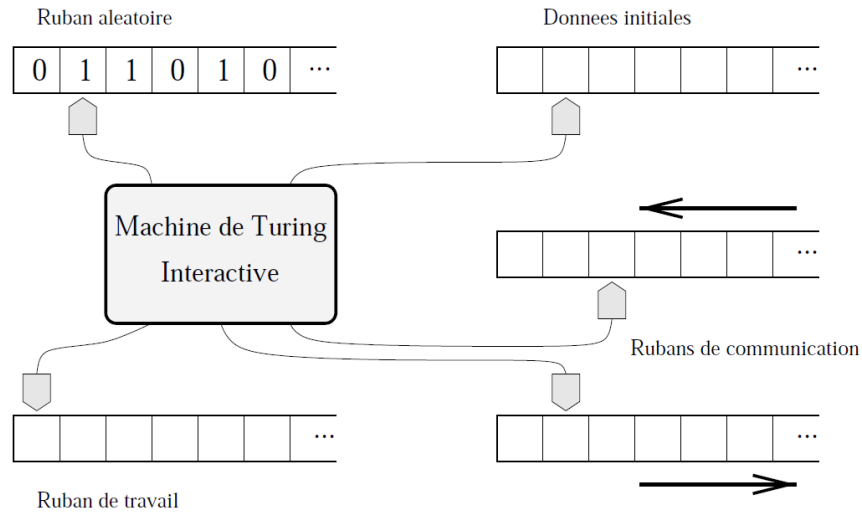 Ruban aleatoire
Donnees initiales
0 1 1 0 1 0 ...
...
Machine de Turing
Interactive
...
Rubans de communication
...
...
Ruban de travail